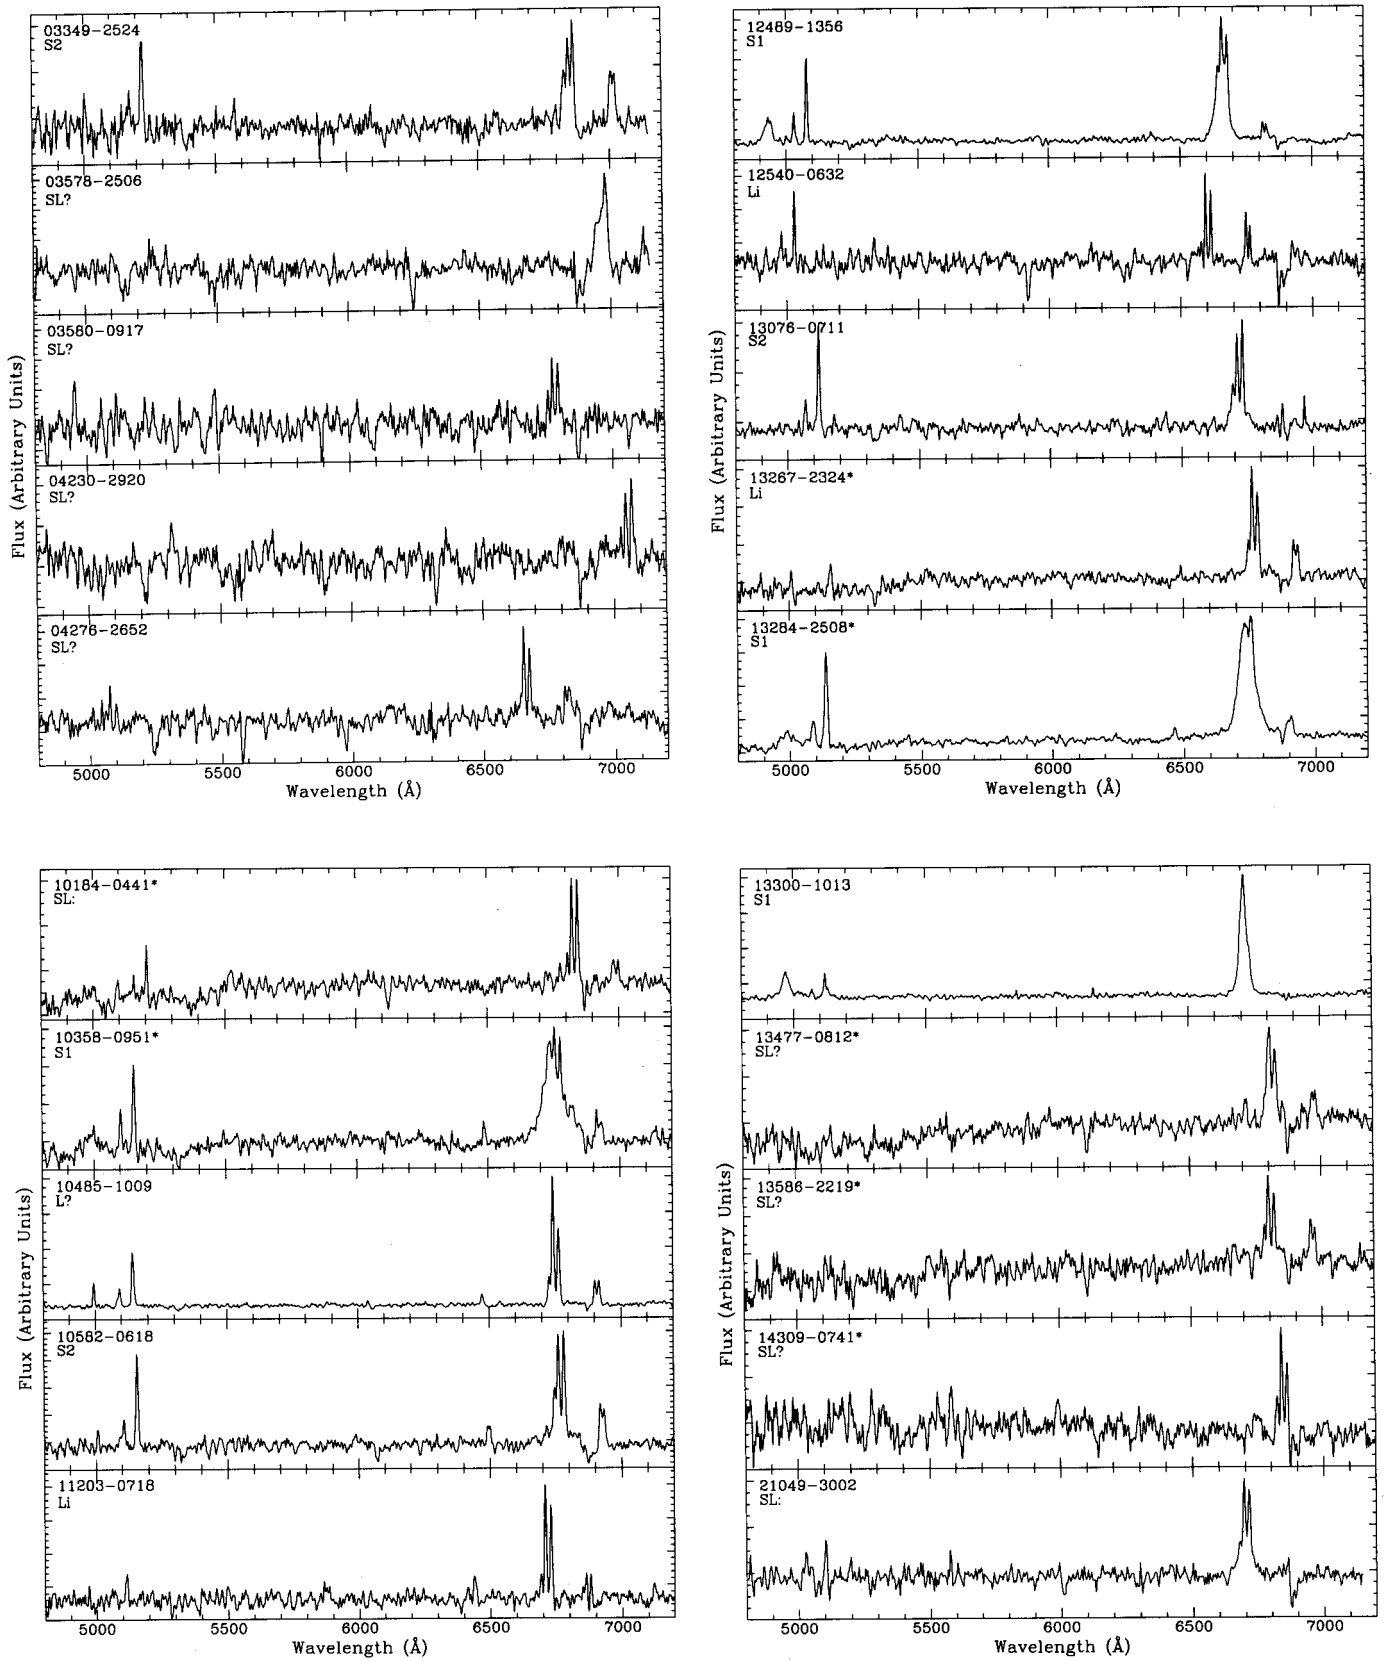 03349-2524
S2
03578-2506
SL?
03580-0917
SL?
04230-2920
SL?
04276-2652
SL?
5000 5500 6000 6500 7000
Wavelength (Å)
Flux (Arbitrary Units)
12489-1356
S1
12540-0632
Li
13076-0711
S2
13267-2324*
Li
13284-2508*
S1
5000 5500 6000 6500 7000
Wavelength (Å)
Flux (Arbitrary Units)
10184-0441*
SL:
10358-0951*
S1
10485-1009
L?
10582-0618
S2
11203-0718
Li
5000 5500 6000 6500 7000
Wavelength (Å)
Flux (Arbitrary Units)
13300-1013
S1
13477-0812*
SL?
13586-2219*
SL?
14309-0741*
SL?
21049-3002
SL:
5000 5500 6000 6500 7000
Wavelength (Å)
Flux (Arbitrary Units)